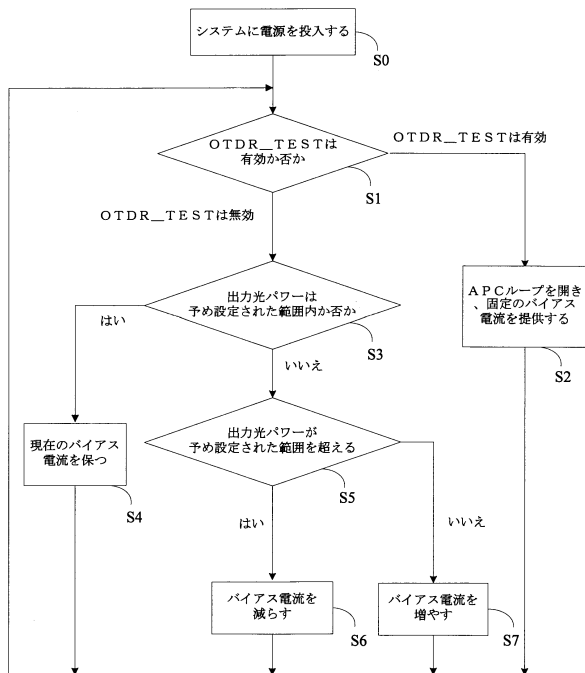 システムに電源を投入する
S0
ＯＴＤＲ＿ＴＥＳＴは
有効か否か
S1
ＯＴＤＲ＿ＴＥＳＴは有効
ＯＴＤＲ＿ＴＥＳＴは無効
ＡＰＣループを開き
、固定のバイアス
電流を提供する
S2
出力光パワーは
予め設定された範囲内か否か
S3
はい
いいえ
現在のバイアス
電流を保つ
S4
出力光パワーが
予め設定された範囲を超える
S5
はい
いいえ
バイアス電流を
減らす
S6
バイアス電流を
増やす
S7